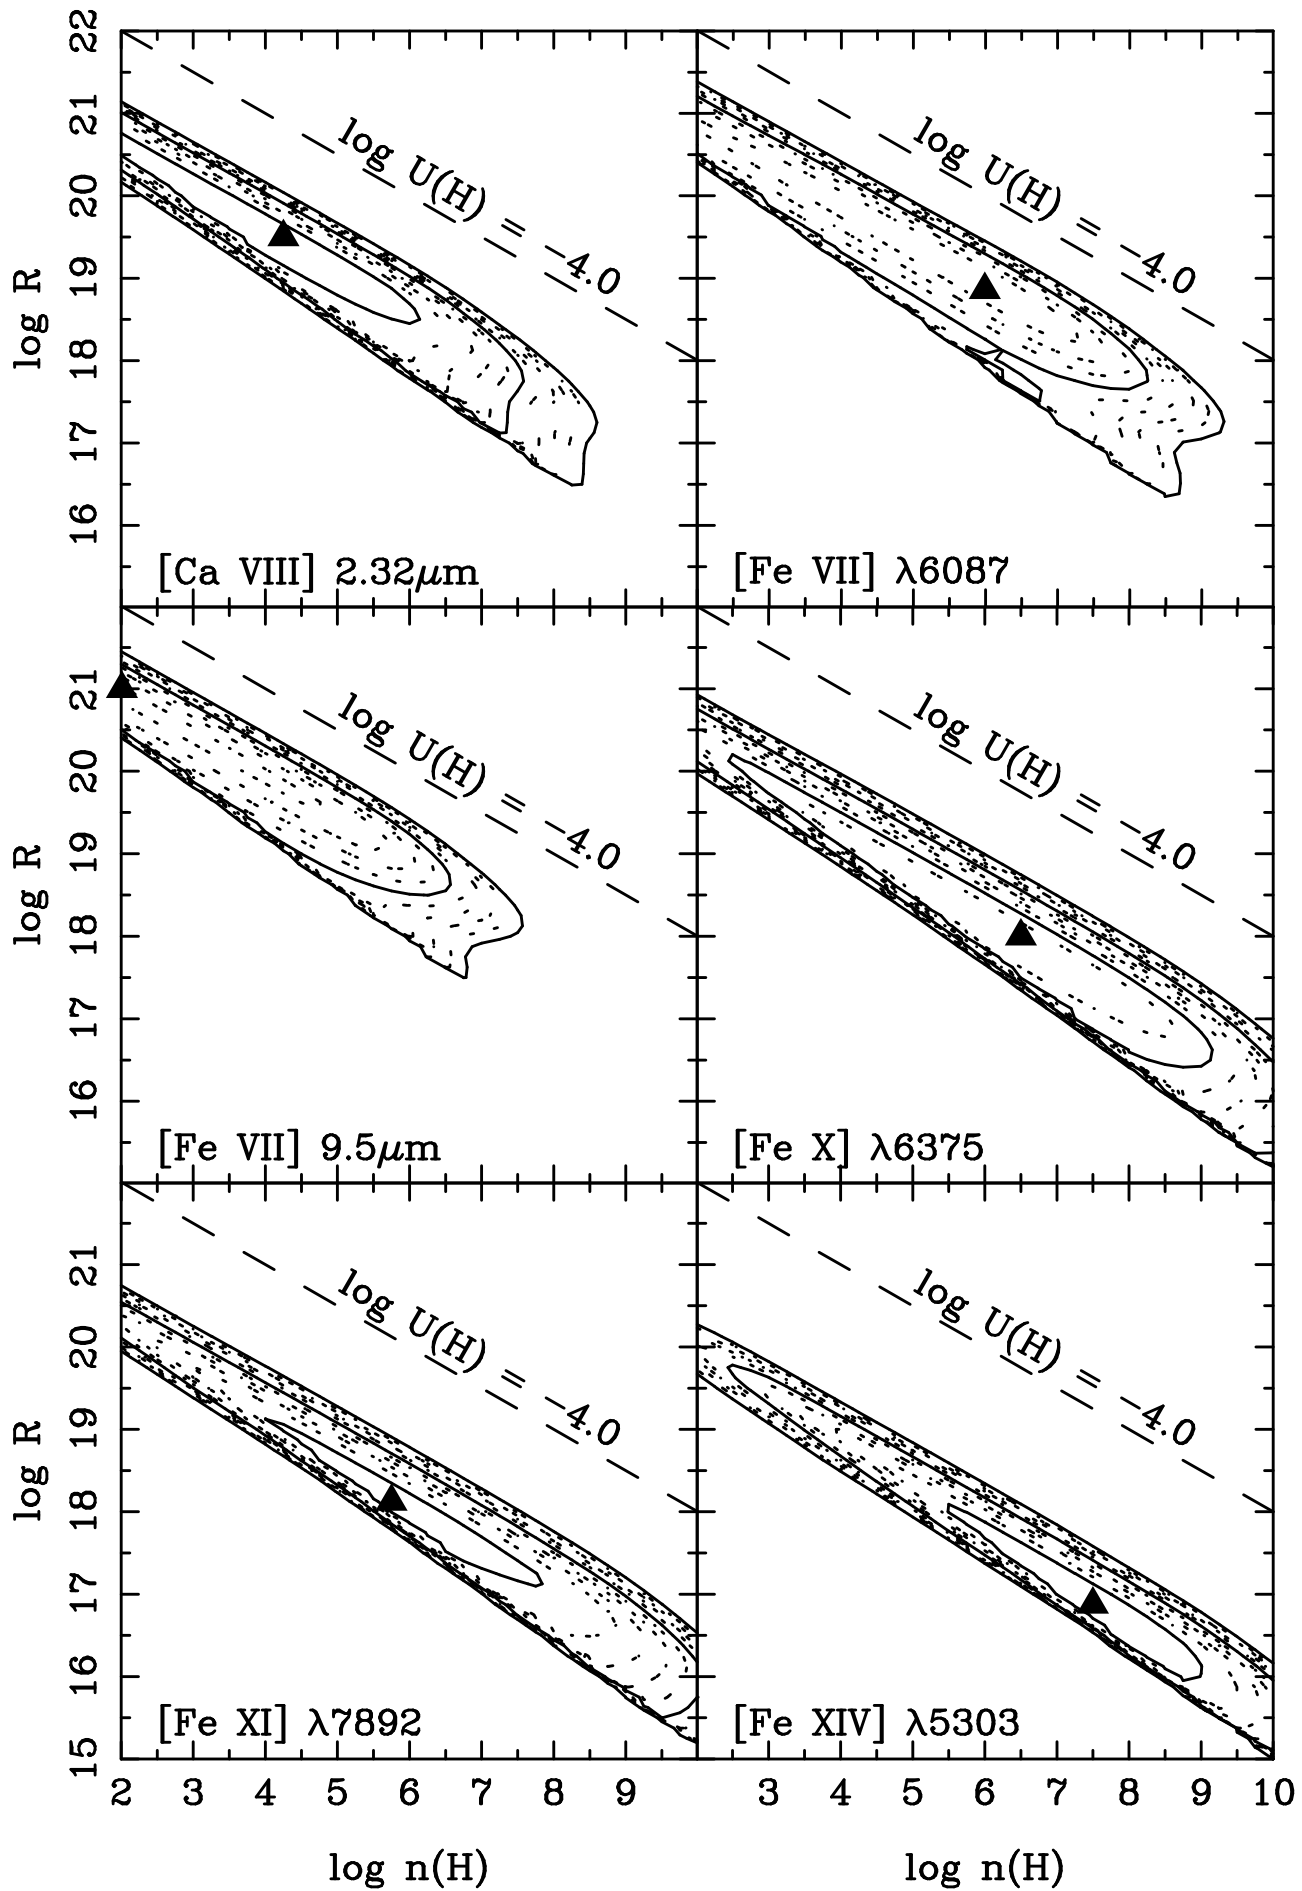 22
21
20
19
18
17
16
log R
log U(H) = −4.0
[Ca VIII] 2.32μm
log U(H) = −4.0
[Fe VII] λ6087
21
20
19
18
17
16
log R
log U(H) = −4.0
[Fe VII] 9.5μm
log U(H) = −4.0
[Fe X] λ6375
21
20
19
18
17
16
15
log R
log U(H) = −4.0
[Fe XI] λ7892
log U(H) = −4.0
[Fe XIV] λ5303
2 3 4 5 6 7 8 9
3 4 5 6 7 8 9 10
log n(H)
log n(H)